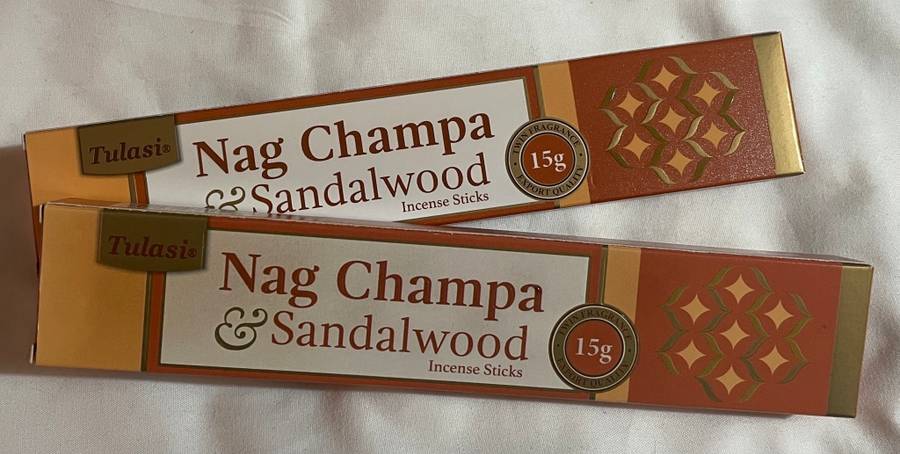 Tulasi®
Nag Champa
& Sandalwood
Incense Sticks
TWIN FRAGRANCE
15g
EXPORT QUALITY
Tulasi®
Nag Champa
& Sandalwood
Incense Sticks
TWIN FRAGRANCE
15g
EXPORT QUALITY